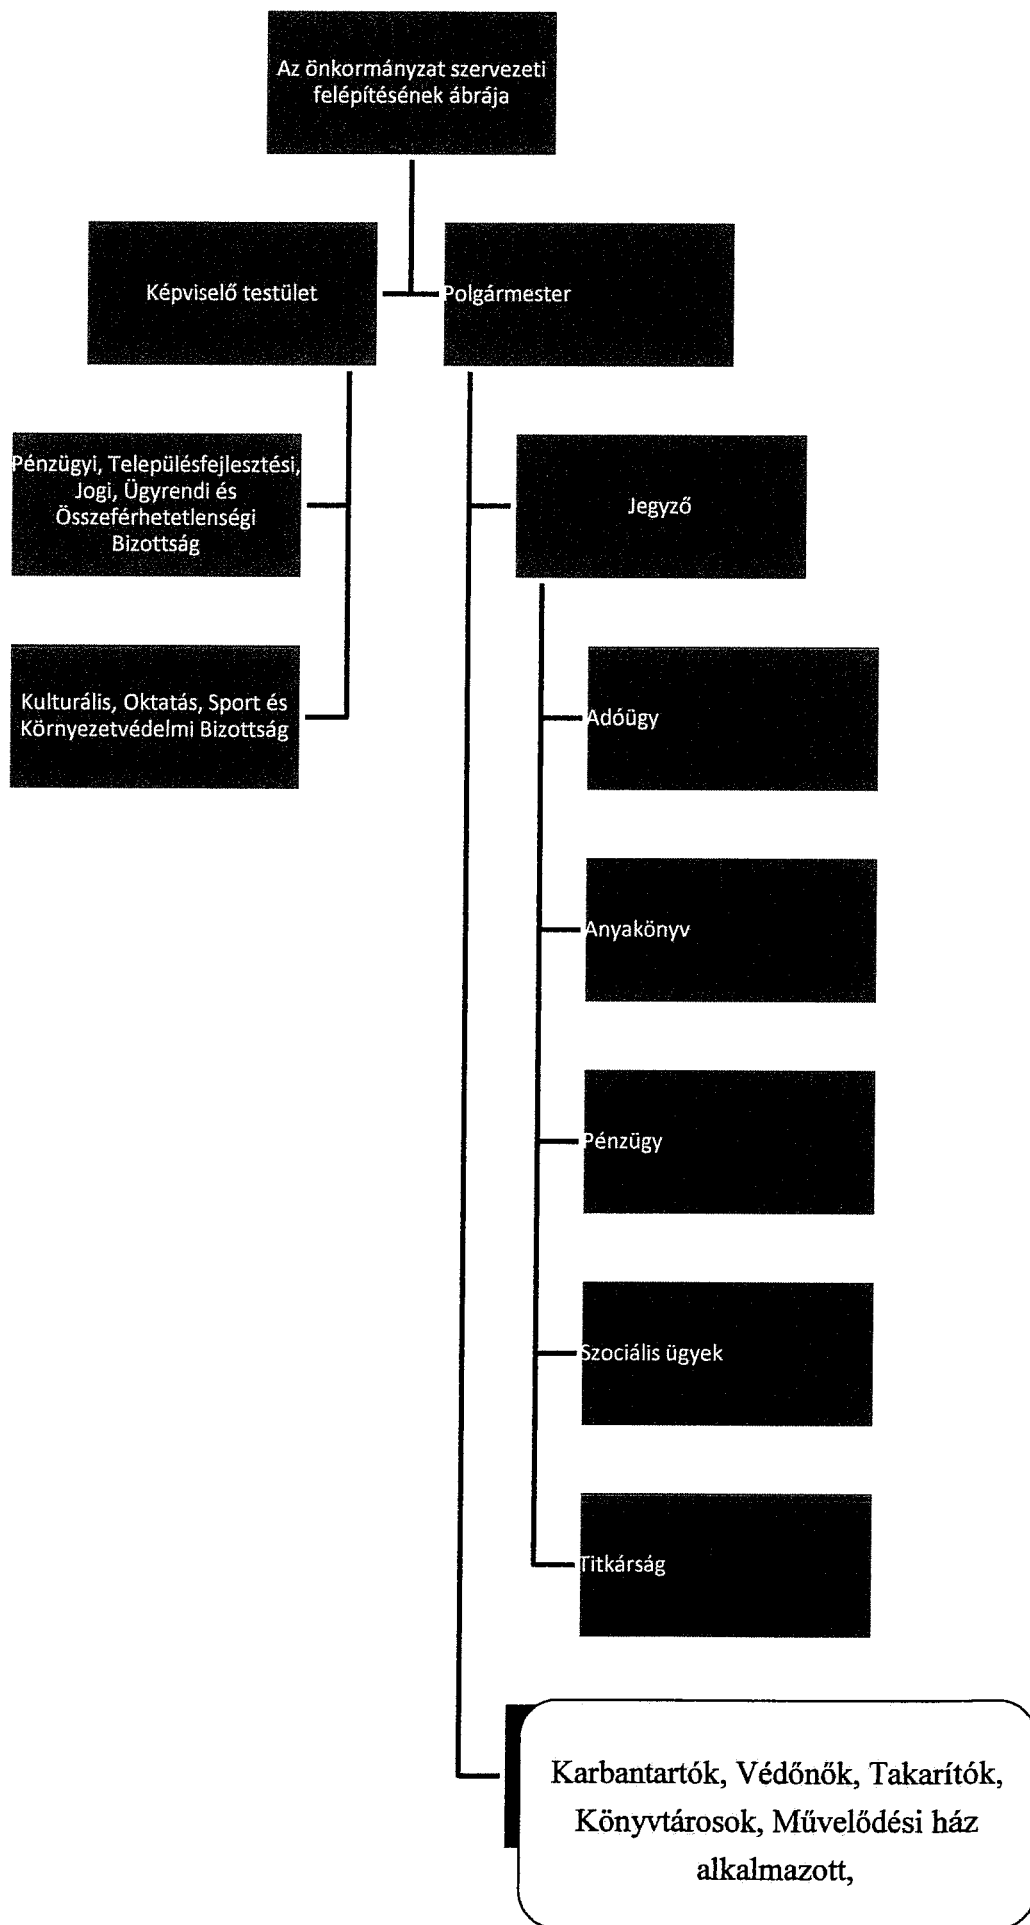 Az önkormányzat szervezeti
felépítésének ábrája
Képviselő testület
Polgármester
Pénzügyi, Településfejlesztési,
Jogi, Ügyrendi és
Összeférhetetlenségi
Bizottság
Jegyző
Kulturális, Oktatás, Sport és
Környezetvédelmi Bizottság
Adóügy
Anyakönyv
Pénzügy
Szociális ügyek
Titkárság
Karbantartók, Védőnők, Takarítók,
Könyvtárosok, Művelődési ház
alkalmazott,